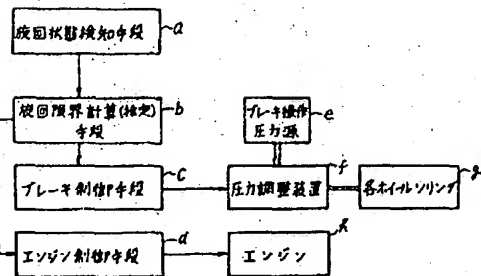 旋回状態検知手段
a
旋回限界計算(推定)
手段
b
ブレーキ操作
圧力源
e
ブレーキ制御手段
c
圧力調整装置
f
各ホイールシリンダ
g
エンジン制御手段
d
エンジン
h